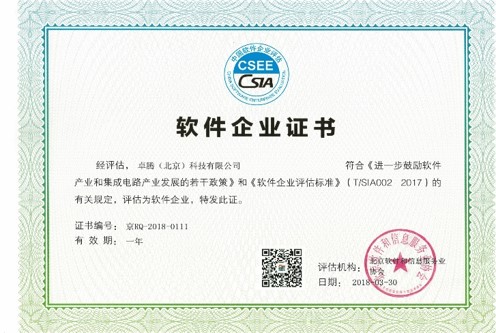 中国软件企业评估
CSEE
CSIA
软件企业证书
经评估，卓腾（北京）科技有限公司 符合《进一步鼓励软件
产业和集成电路产业发展的若干政策》和《软件企业评估标准》（T/SIA002 2017）的
有关规定，评估为软件企业，特发此证。
证书编号： 京RQ-2018-0111
有 效 期： 一年
评估机构： 北京软件和信息服务业
协会
日期： 2018-03-30